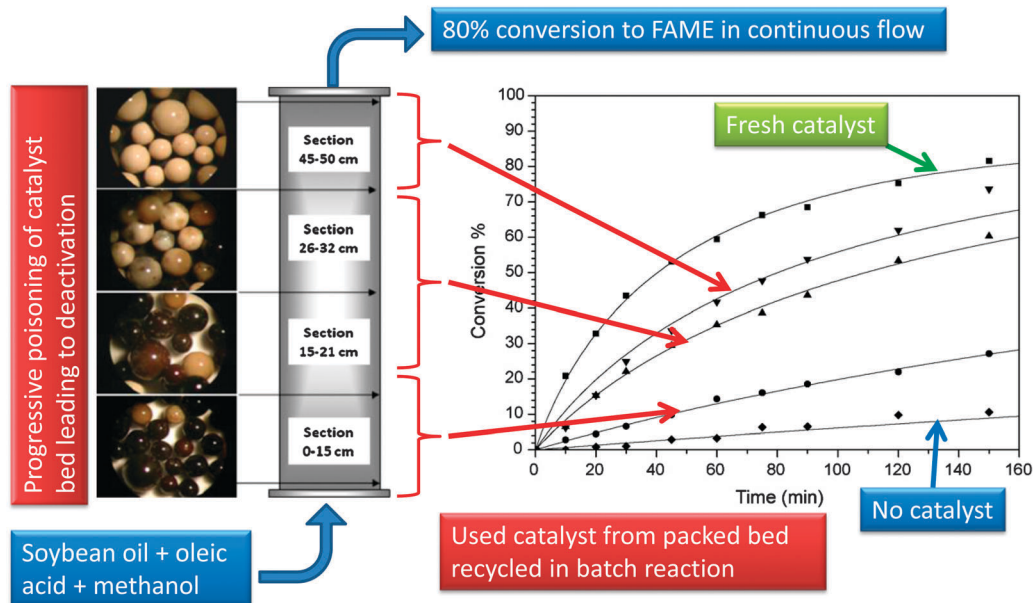 80% conversion to FAME in continuous flow
Progressive poisoning of catalyst
bed leading to deactivation
Section
45-50 cm
Section
26-32 cm
Section
15-21 cm
Section
0-15 cm
Soybean oil + oleic
acid + methanol
Conversion %
100
90
80
70
60
50
40
30
20
10
0
0
20
40
60
80
100
120
140
160
Time (min)
Fresh catalyst
No catalyst
Used catalyst from packed bed
recycled in batch reaction